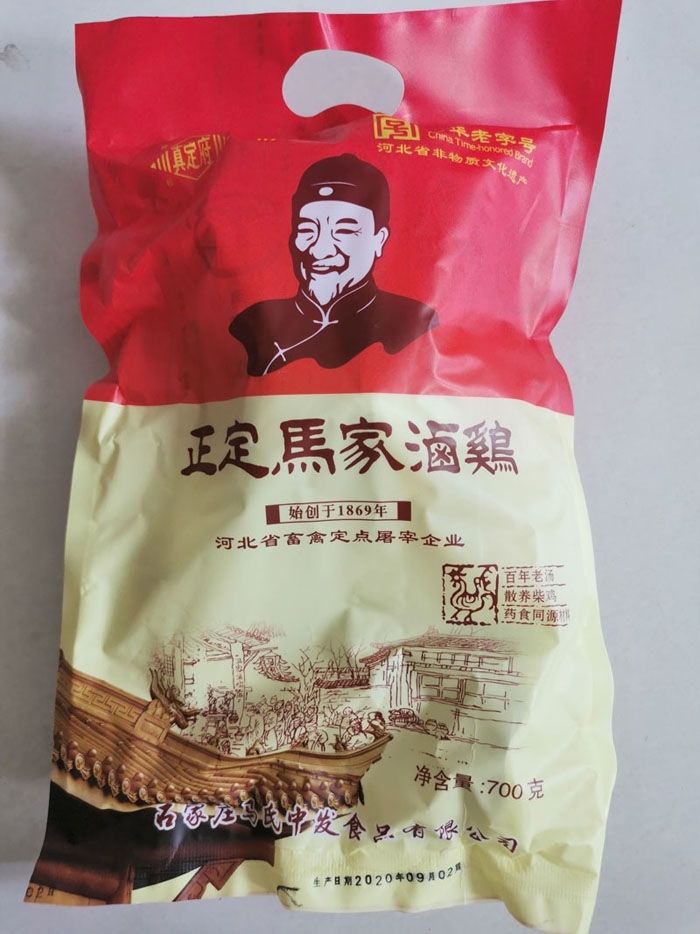 真定府
华老字号
China Time-honored Brand
河北省非物质文化遗产
正定馬家滷鷄
始创于1869年
河北省畜禽定点屠宰企业
百年老汤
散养柴鸡
药食同源
净含量:700克
石家庄马氏中发食品有限公司
生产日期2020年09月02